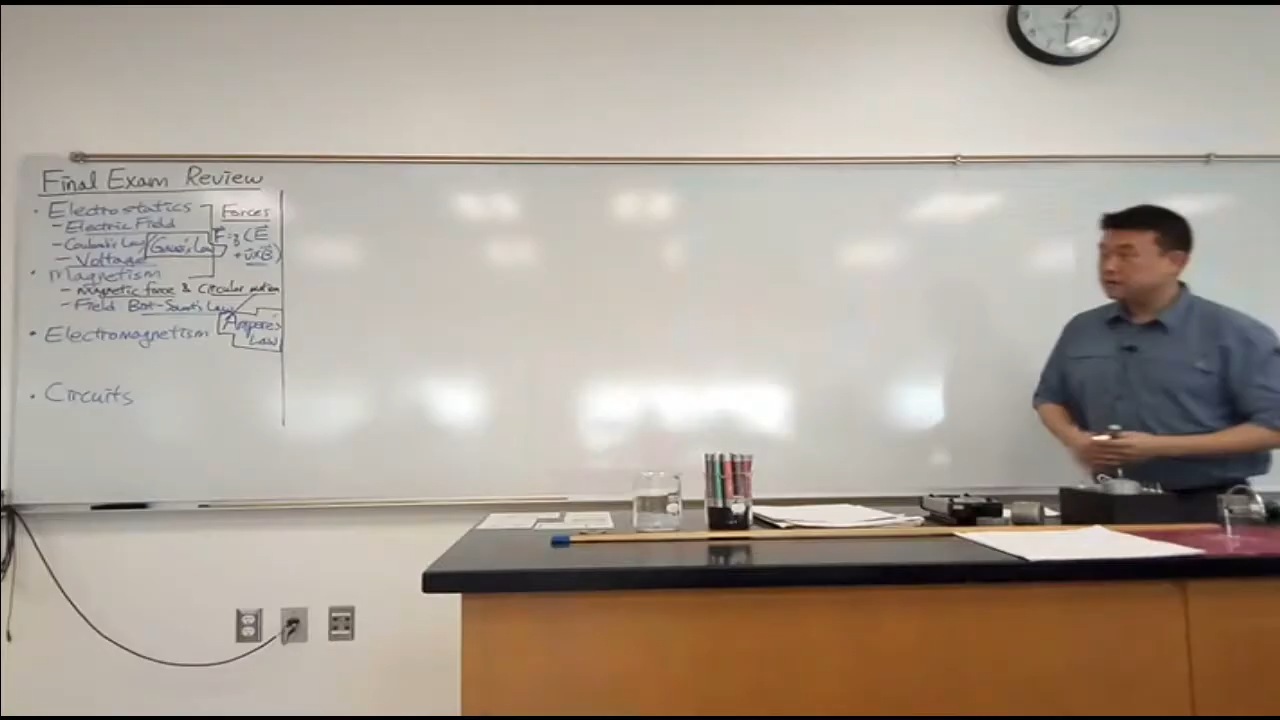 Final Exam Review
· Electrostatics
Forces
- Electric Field
F = q (E
- Coulomb's Law
Gauss's Law
+ v×B)
- Voltage
· Magnetism
- Magnetic force & Circular motion
- Field Biot-Savart's Law
Ampere's
Law
· Electromagnetism
· Circuits